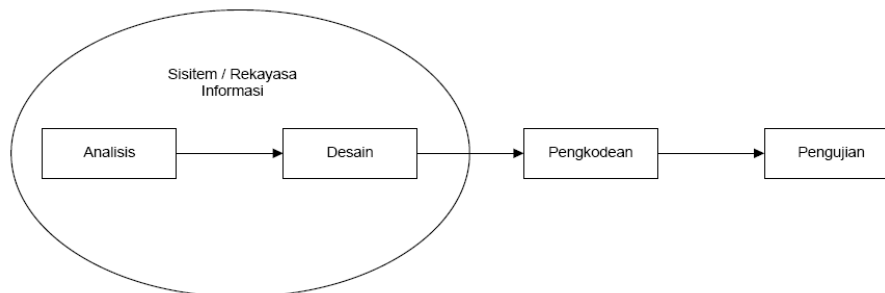 Sisitem / Rekayasa
Informasi
Analisis
Desain
Pengkodean
Pengujian